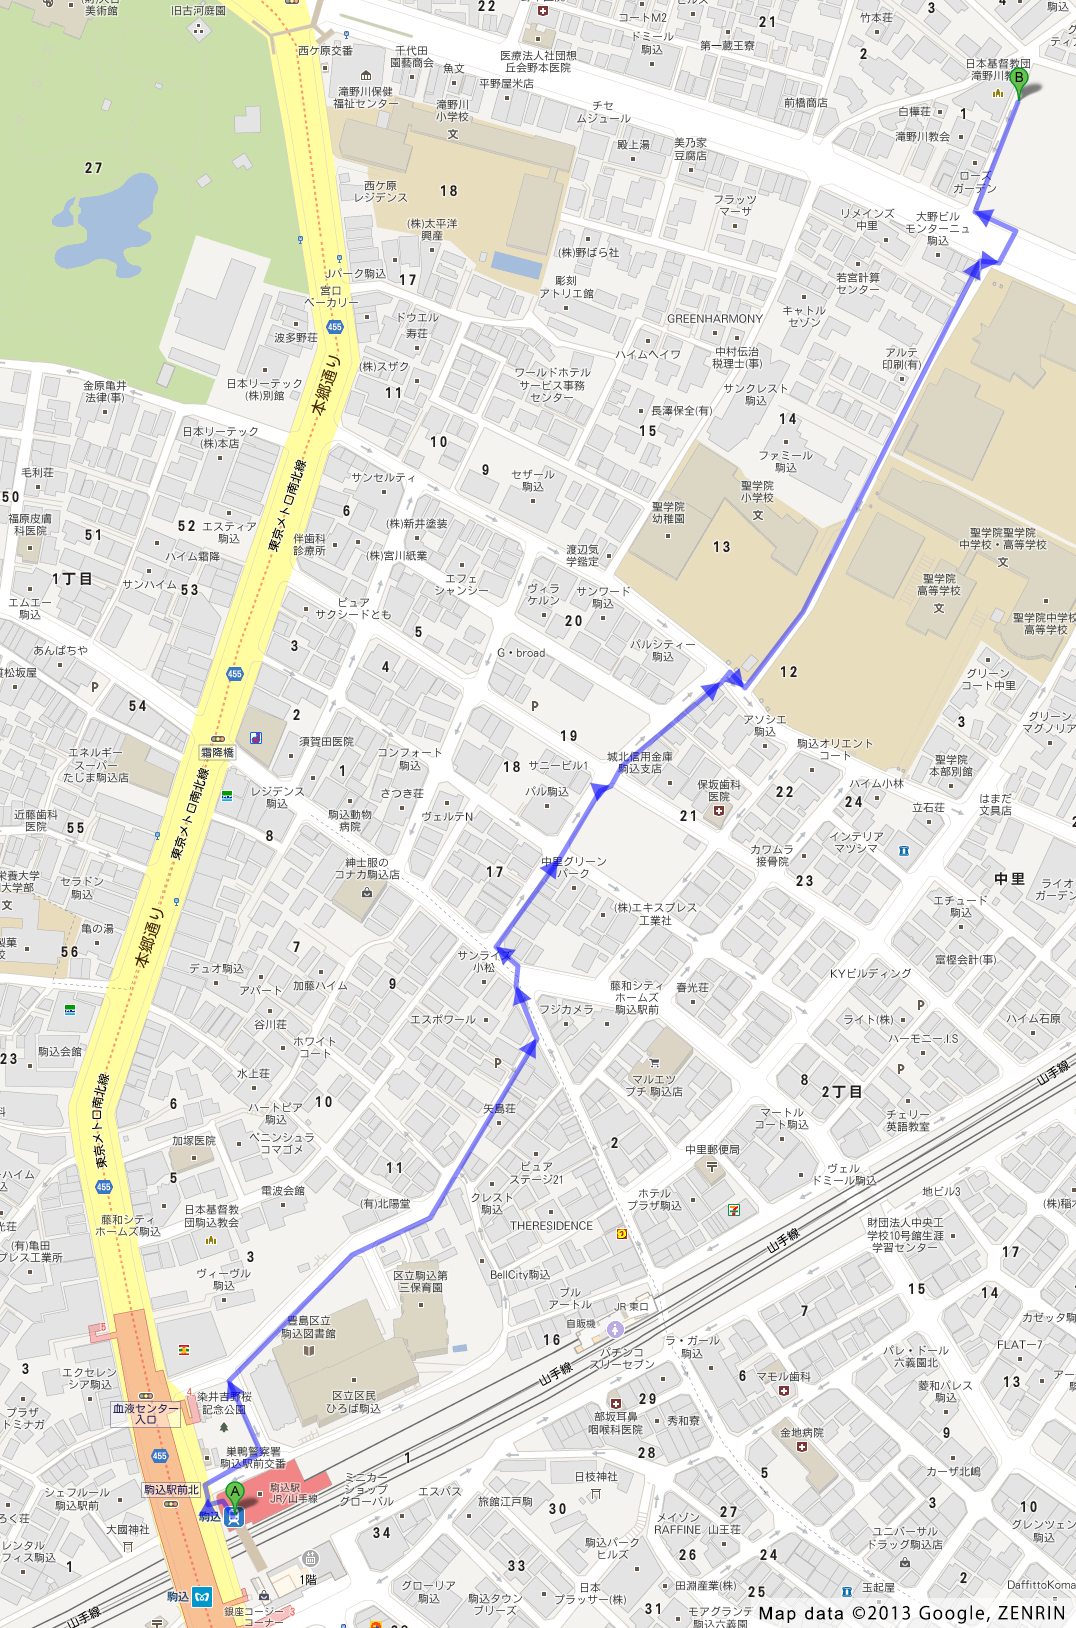 美術館
旧古河庭園
西ケ原交番
千代田
園藝商会
魚文
滝野川保健
福祉センター
滝野川
小学校
文
平野屋米店
医療法人社団想
丘会野本医院
22
コートM2
ドミール
駒込
21
第一蔵王寮
竹本荘
3
2
4
駒込
日本基督教団
滝野川教
B
前橋商店
白樺荘
1
滝野川教会
チセ
ムジュール
殿上湯
美乃家
豆腐店
ローズ
ガーデン
27
18
西ケ原
レジデンス
(株)太平洋
興産
フラッツ
マーサ
リメインズ
中里
大野ビル
モンターニュ
駒込
(株)野ばら社
Jパーク駒込
17
宮口
ベーカリー
彫刻
アトリエ館
若宮計算
センター
455
ドウエル
寿荘
GREENHARMONY
キャトル
セゾン
波多野荘
ハイムヘイワ
中村伝治
税理士(事)
アルテ
印刷(有)
(株)スザク
本郷通り
日本リーテック
(株)別館
金原亀井
法律(事)
11
ワールドホテル
サービス事務
センター
サンクレスト
駒込
長澤保全(有)
15
14
日本リーテック
(株)本店
10
9
ファミール
駒込
毛利荘
サンセルティ
セザール
駒込
聖学院
小学校
文
50
6
福原皮膚
科医院
51
52
エスティア
駒込
東京メトロ南北線
(株)新井塗装
聖学院
幼稚園
伴歯科
診療所
13
聖学院聖学院
中学校・高等学校
文
ハイム霜降
(株)宮川紙業
渡辺気
学鑑定
1丁目
サンハイム
53
エフェ
シャンシー
ヴィラ
ケルン
サンワード
駒込
聖学院
高等学校
文
エムエー
駒込
ピュア
サクシードとも
20
聖学院中学校
高等学校
5
3
あんばちや
G・broad
パルシティー
駒込
4
12
グリーン
コート中里
455
P
54
2
P
アソシエ
駒込
3
グリーン
マグノリア
19
霜降橋
須賀田医院
コンフォート
駒込
駒込オリエント
コート
エネルギー
スーパー
たじま駒込店
1
18
サニービル1
城北信用金庫
駒込支店
聖学院
本部別館
レジデンス
駒込
さつき荘
パル駒込
保坂歯科
医院
22
ハイム小林
24
立石荘
はまだ
文具店
東京メトロ南北線
近藤歯科
医院
55
駒込動物
病院
ヴェルテN
21
8
インテリア
マツシマ
カワムラ
接骨院
紳士服の
コナカ駒込店
17
中里グリーン
パーク
23
中里
セラドン
駒込
文
ライオ
ガーデン
(株)エキスプレス
工業社
エチュード
駒込
亀の湯
本郷通り
56
7
サンライ
小松
富樫会計(事)
デュオ駒込
アパート
加藤ハイム
9
藤和シティ
ホームズ
駒込駅前
春光荘
KYビルディング
谷川荘
エスポワール
フジカメラ
P
ライト(株)
ハイム石原
23
駒込会館
ホワイト
コート
P
ハーモニー.I.S
水上荘
マルエツ
プチ 駒込店
P
8
2丁目
山手線
東京メトロ南北線
6
10
ハートピア
駒込
矢島荘
チェリー
英語教室
マートル
コート駒込
加塚医院
ペニンシュラ
コマゴメ
2
中里郵便局
11
ピュア
ステージ21
5
電波会館
(有)北陽堂
クレスト
駒込
ホテル
プラザ駒込
ヴェル
ドミール駒込
地ビル3
455
藤和シティ
ホームズ駒込
日本基督教
団駒込教会
THERESIDENCE
財団法人中央工
学校10号館生涯
学習センター
(有)亀田
プレス工業所
3
17
山手線
ヴィーヴル
駒込
区立駒込第
三保育園
BellCity駒込
15
14
ブル
アートル
JR 東口
自販機
7
カゼッタ駒
5
豊島区立
駒込図書館
16
パチンコ
スリーセブン
ラ・ガール
駒込
パレ・ドール
六義園北
FLAT−7
山手線
エクセレン
シア駒込
3
6
マモル歯科
13
菱和パレス
駒込
4
染井吉野桜
記念公園
区立区民
ひろば駒込
29
プラザ
トミナガ
血液センター
入口
部坂耳鼻
咽喉科医院
秀和寮
金地病院
9
28
455
巣鴨警察署
駒込駅前交番
1
5
カーザ北嶋
日枝神社
シェフルール
駒込駅前
駒込駅前北
A
駒込駅
JR/山手線
ミニカー
ショップ
グローバル
エスパス
旅館江戸駒
30
27
10
駒込
大國神社
メイゾン
RAFFINE
山王荘
ユニバーサル
ドラッグ駒込店
34
1
33
駒込パーク
ヒルズ
26
24
1階
グローリア
駒込
田淵産業(株)
25
玉起屋
2
DaffittoKoma
駒込
駒込タウン
ブリーズ
日本
プラッサー(株)
31
モアグランデ
駒込六義園
銀座コージー
コーナー
3
山手線
Map data ©2013 Google, ZENRIN